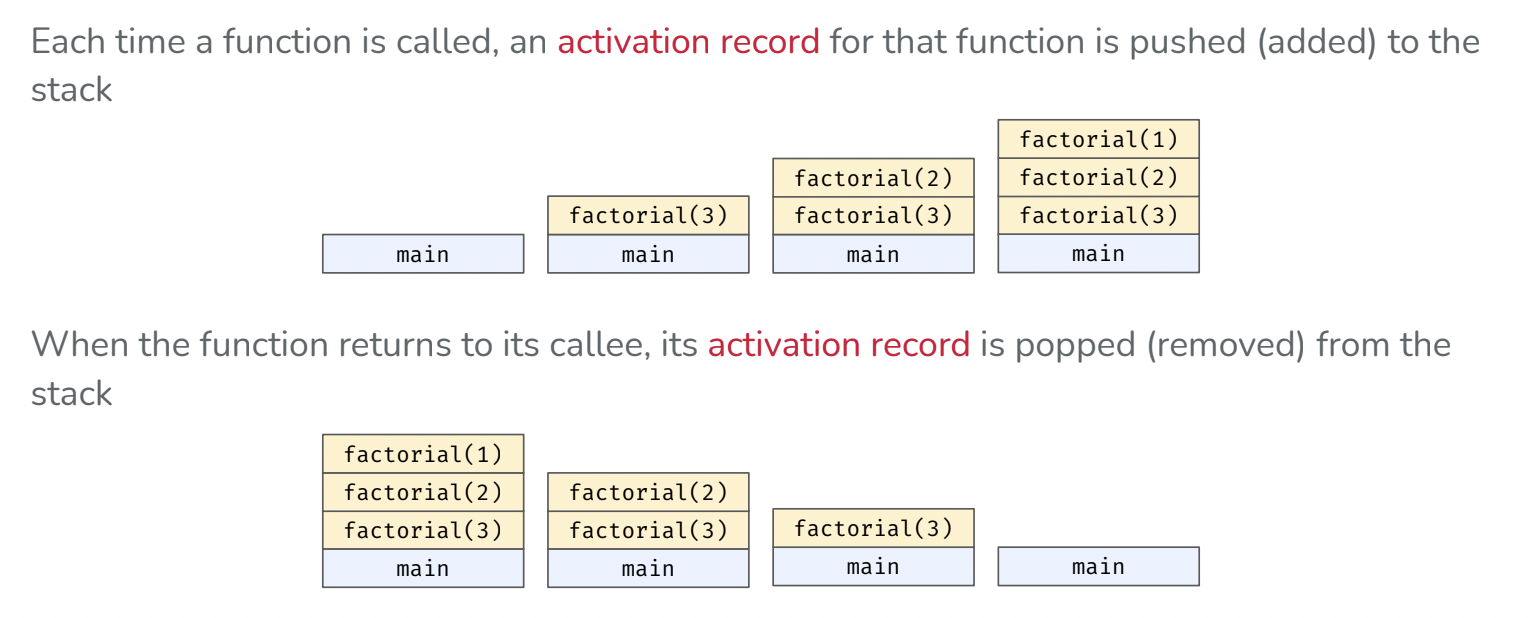 Each time a function is called, an activation record for that function is pushed (added) to the
stack
factorial(1)
factorial(2) factorial(2)
factorial(3) factorial(3) factorial(3)
main main main main
When the function returns to its callee, its activation record is popped (removed) from the
stack
factorial(1)
factorial(2) factorial(2)
factorial(3) factorial(3) factorial(3)
main main main main